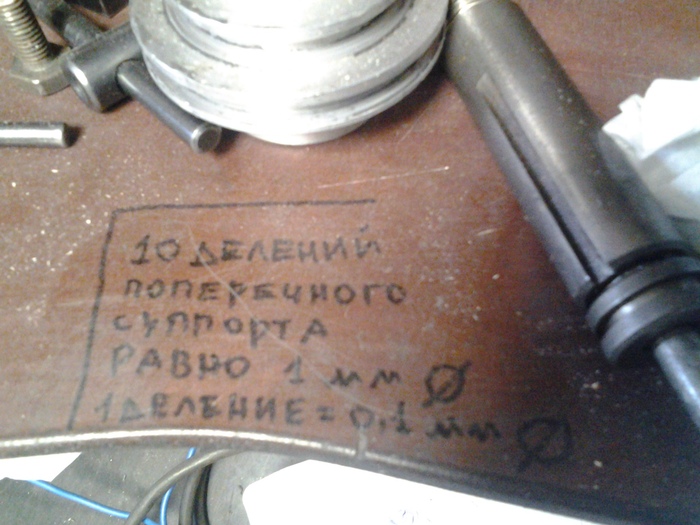 10 ДЕЛЕНИЙ
ПОПЕРЕЧНОГО
СУППОРТА
РАВНО 1 мм Ø
1 ДЕЛЕНИЕ = 0,1 мм Ø